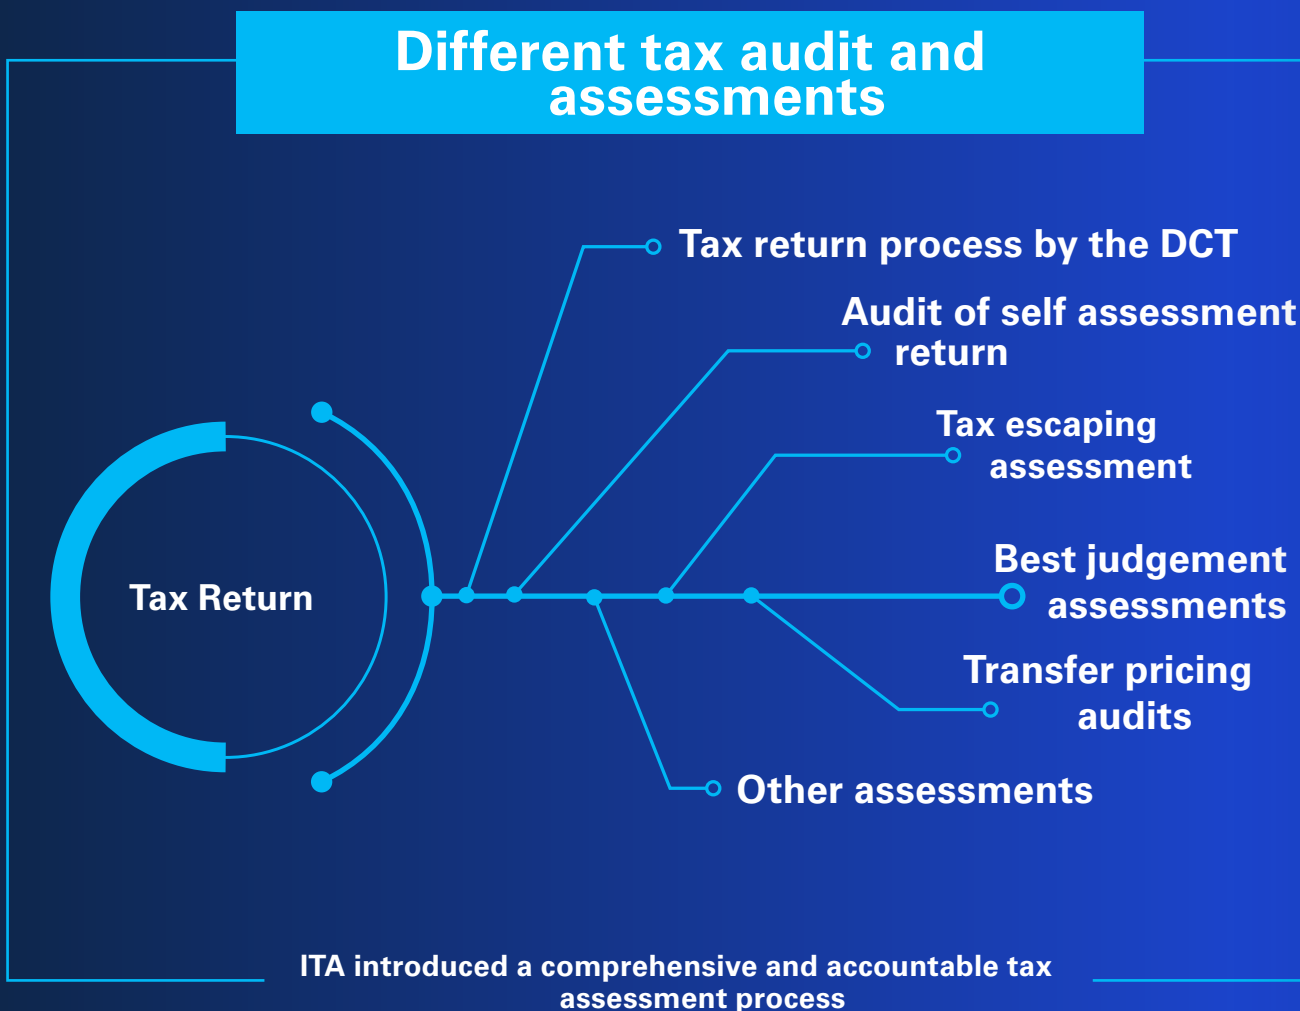 Different tax audit and
assessments
Tax return process by the DCT
Audit of self assessment
return
Tax escaping
assessment
Tax Return
Best judgement
assessments
Transfer pricing
audits
Other assessments
ITA introduced a comprehensive and accountable tax
assessment process